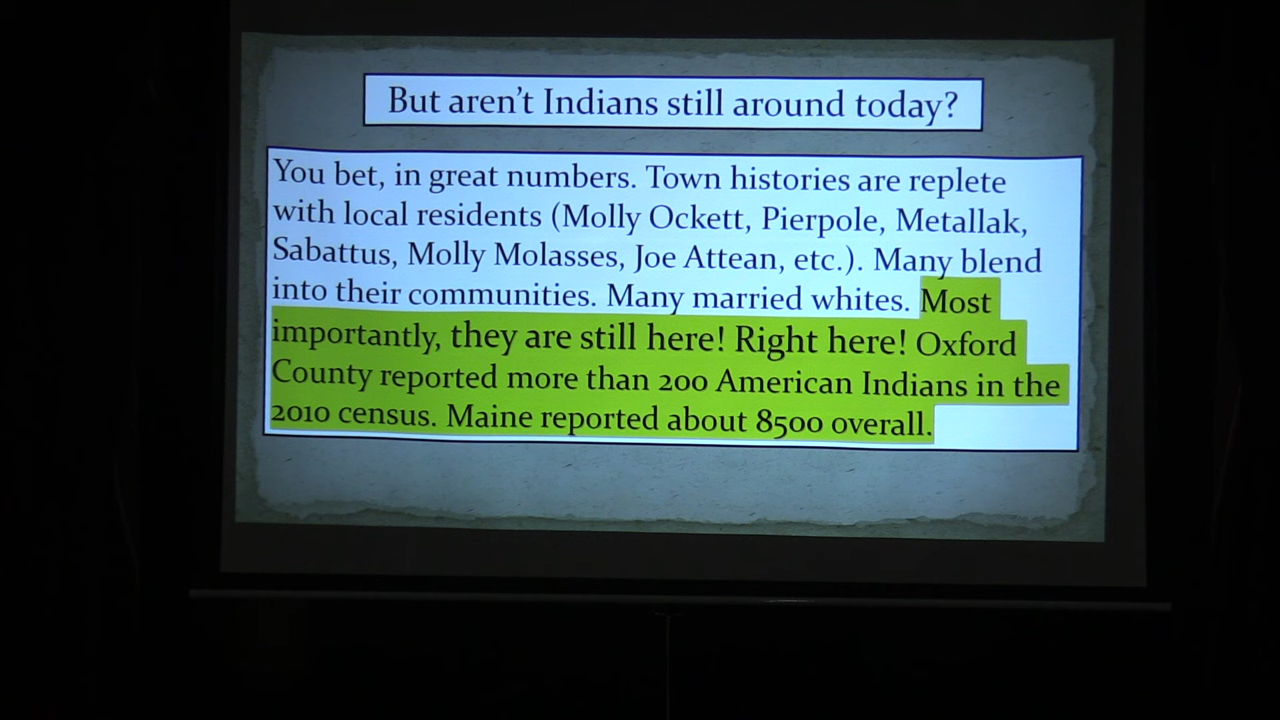 But aren't Indians still around today?
You bet, in great numbers. Town histories are replete
with local residents (Molly Ockett, Pierpole, Metallak,
Sabattus, Molly Molasses, Joe Attean, etc.). Many blend
into their communities. Many married whites. Most
importantly, they are still here! Right here! Oxford
County reported more than 200 American Indians in the
2010 census. Maine reported about 8500 overall.